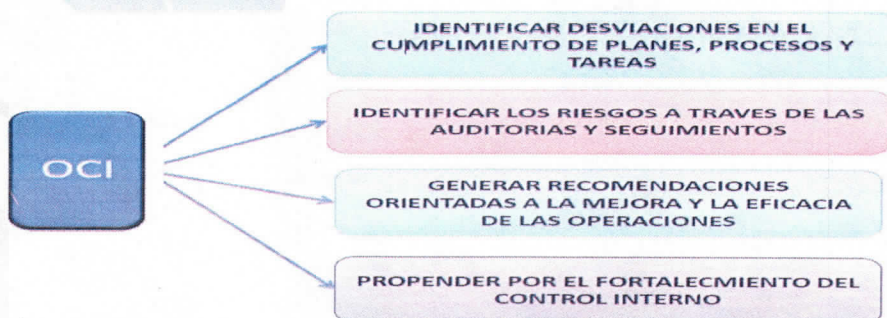 OCI
IDENTIFICAR DESVIACIONES EN EL
CUMPLIMIENTO DE PLANES, PROCESOS Y
TAREAS
IDENTIFICAR LOS RIESGOS A TRAVES DE LAS
AUDITORIAS Y SEGUIMIENTOS
GENERAR RECOMENDACIONES
ORIENTADAS A LA MEJORA Y LA EFICACIA
DE LAS OPERACIONES
PROPENDER POR EL FORTALECMIENTO DEL
CONTROL INTERNO